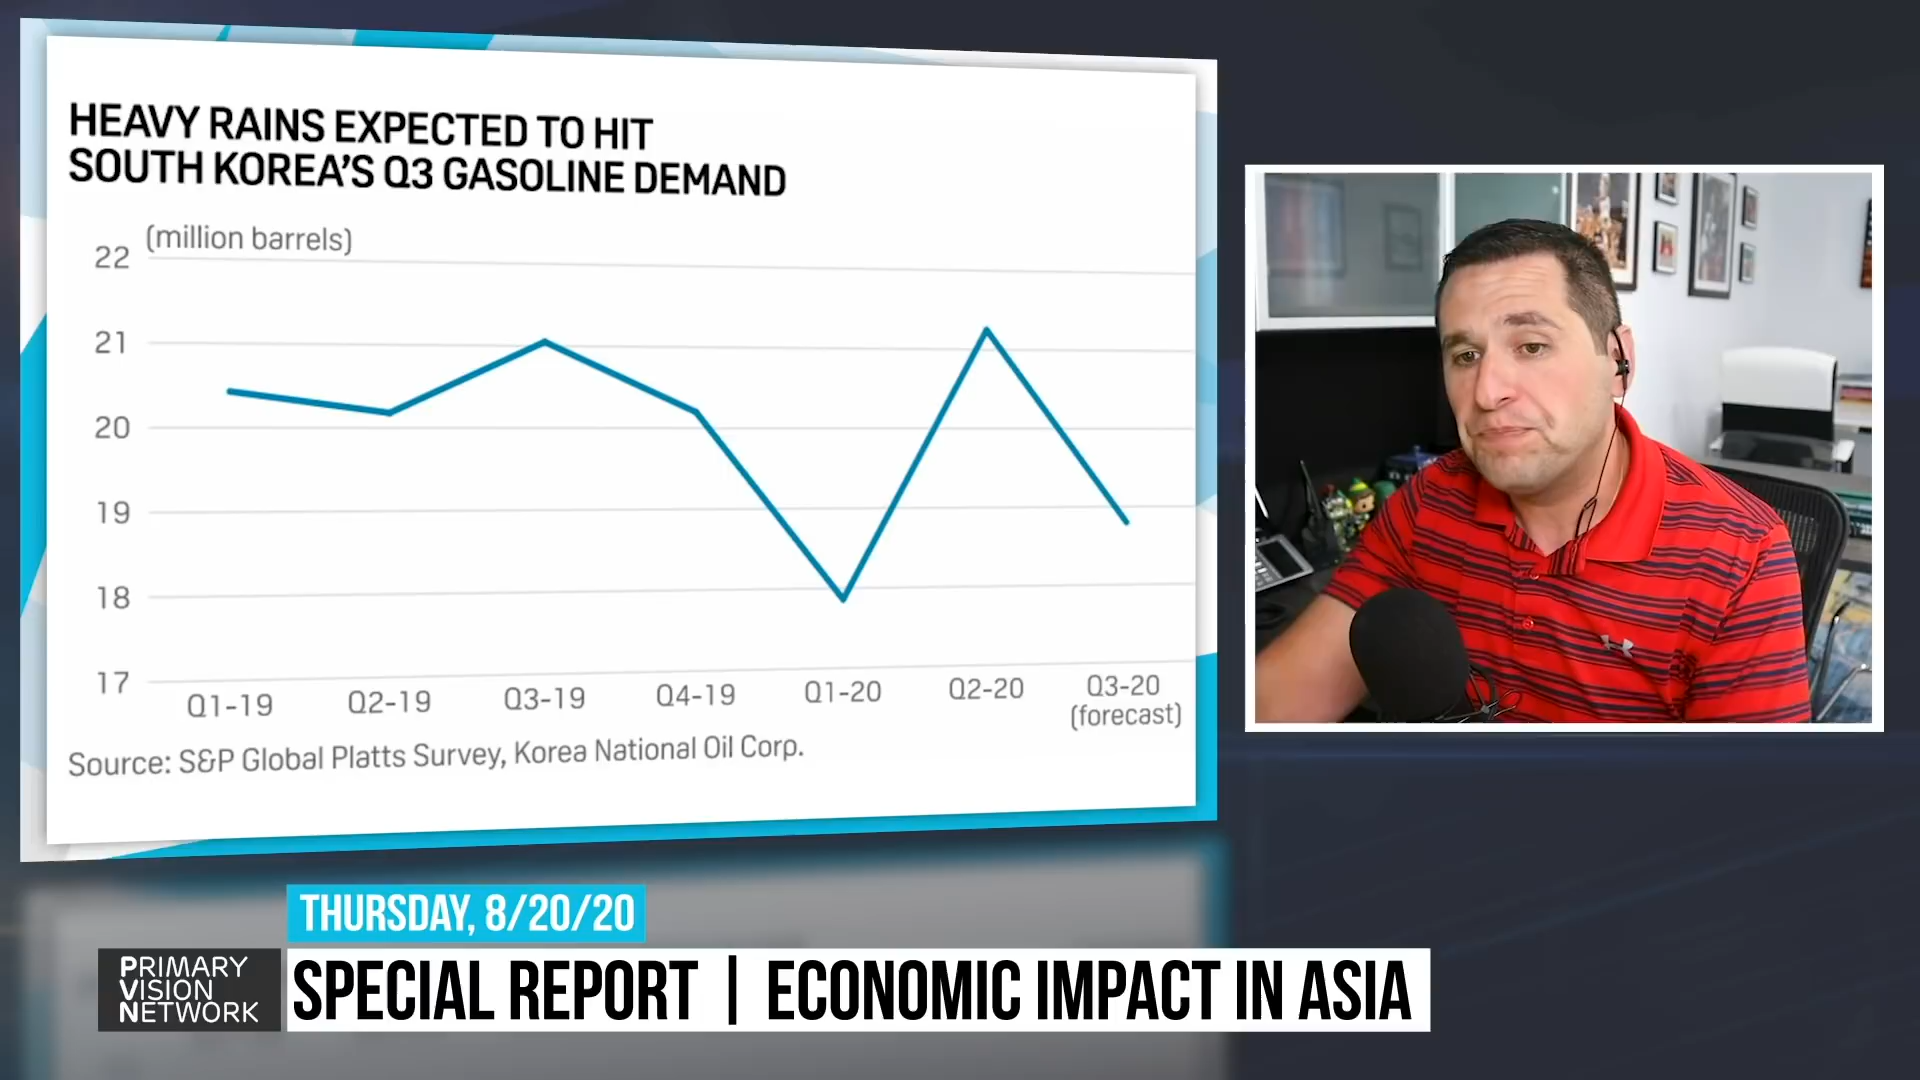 HEAVY RAINS EXPECTED TO HIT
SOUTH KOREA'S Q3 GASOLINE DEMAND
(million barrels)
22
21
20
19
18
17
Q1-19 Q2-19 Q3-19 Q4-19 Q1-20 Q2-20 Q3-20
(forecast)
Source: S&P Global Platts Survey, Korea National Oil Corp.
THURSDAY, 8/20/20
PRIMARY
VISION
NETWORK
SPECIAL REPORT | ECONOMIC IMPACT IN ASIA